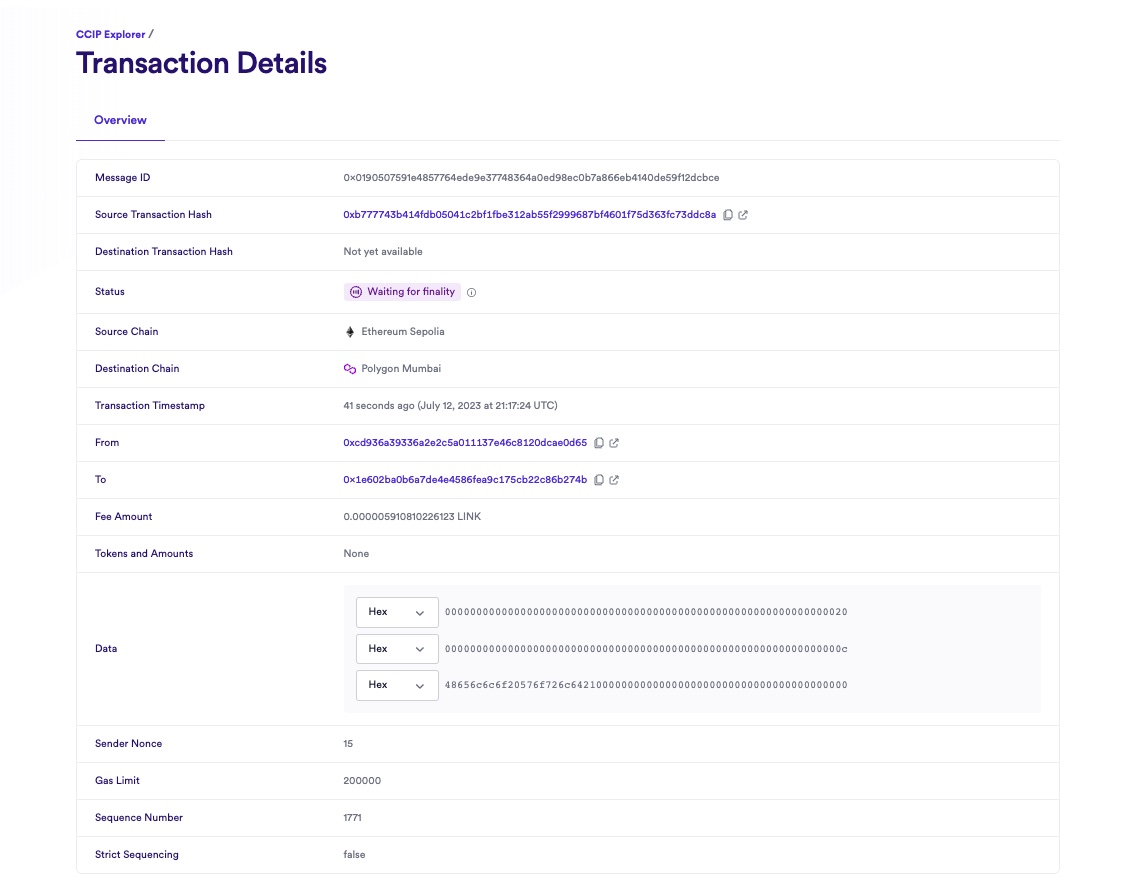 CCIP Explorer /
Transaction Details
Overview
Message ID 0x0190507591e4857764ede9e37748364a0ed98ec0b7a866eb4140de59f12dcbce
Source Transaction Hash 0xb777743b414fdb05041c2bf1fbe312ab55f2999687bf4601f75d363fc73ddc8a
Destination Transaction Hash Not yet available
Status Waiting for finality
Source Chain Ethereum Sepolia
Destination Chain Polygon Mumbai
Transaction Timestamp 41 seconds ago (July 12, 2023 at 21:17:24 UTC)
From 0xcd936a39336a2e2c5a011137e46c8120dcae0d65
To 0x1e602ba0b6a7de4e4586fea9c175cb22c86b274b
Fee Amount 0.000005910810226123 LINK
Tokens and Amounts None
Hex 0000000000000000000000000000000000000000000000000000000000000020
Data Hex 000000000000000000000000000000000000000000000000000000000000000c
Hex 48656c6c6f20576f726c64210000000000000000000000000000000000000000
Sender Nonce 15
Gas Limit 200000
Sequence Number 1771
Strict Sequencing false